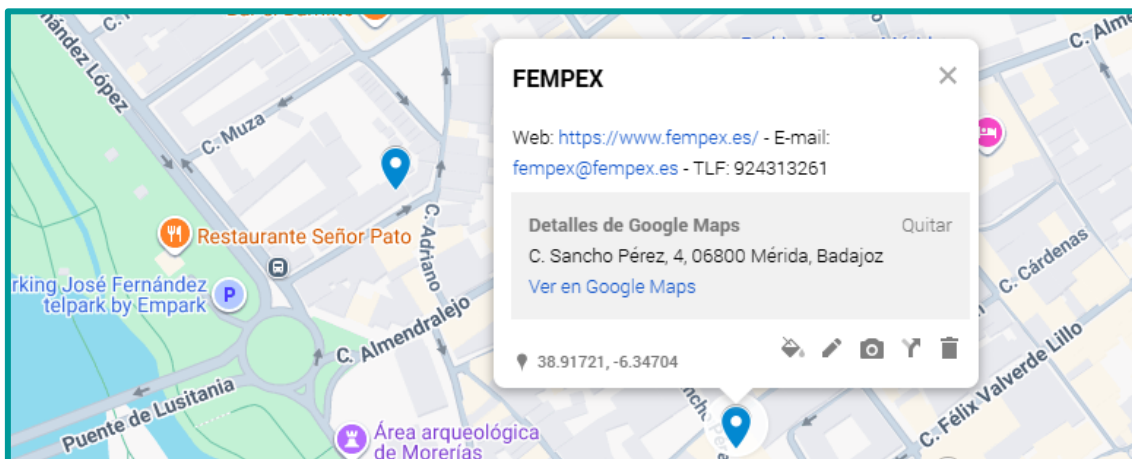 FEMPEX
Web: https://www.fempex.es/ - E-mail:
fempex@fempex.es - TLF: 924313261
Detalles de Google Maps
Quitar
C. Sancho Pérez, 4, 06800 Mérida, Badajoz
Ver en Google Maps
38.91721, -6.34704
López
C. Muza
Restaurante Señor Pato
C. Adriano
rking José Fernández
telpark by Empark
P
C. Almendralejo
Puente de Lusitania
Área arqueológica
de Morerías
C. Alme
C. Cárdenas
C. Félix Valverde Lillo